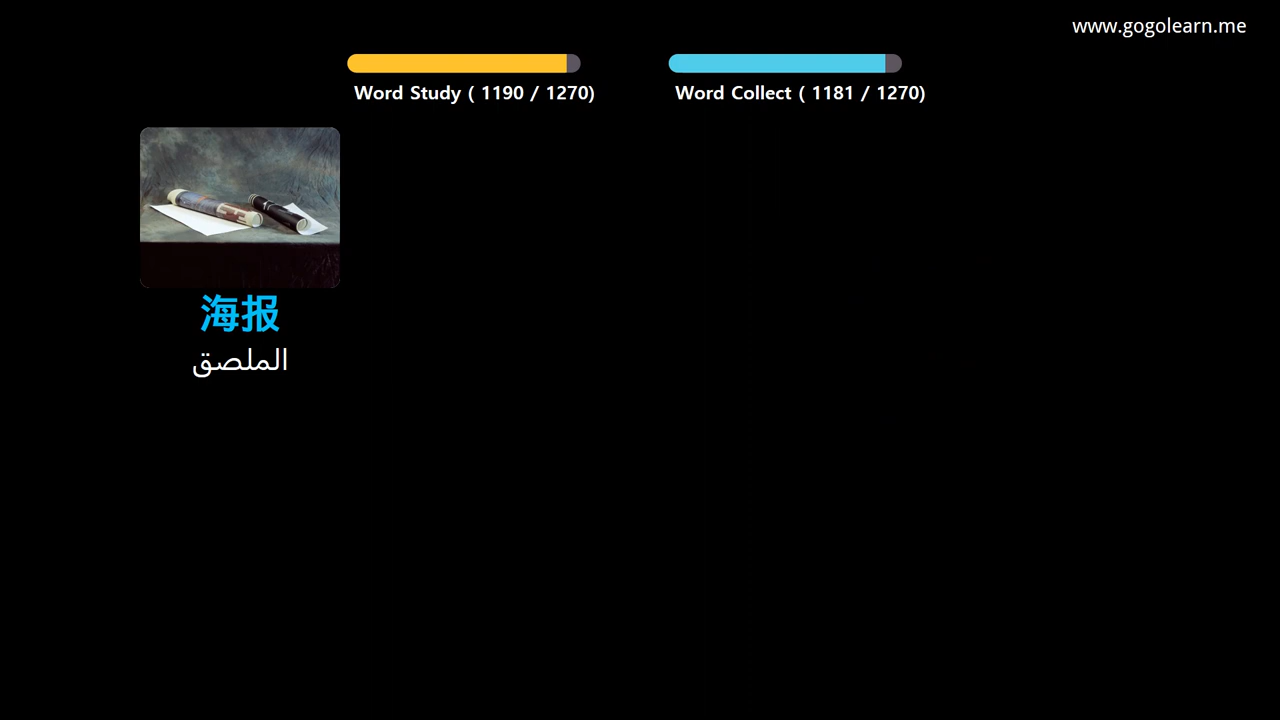 www.gogolearn.me
Word Study ( 1190 / 1270)
Word Collect ( 1181 / 1270)
海报
الملصق